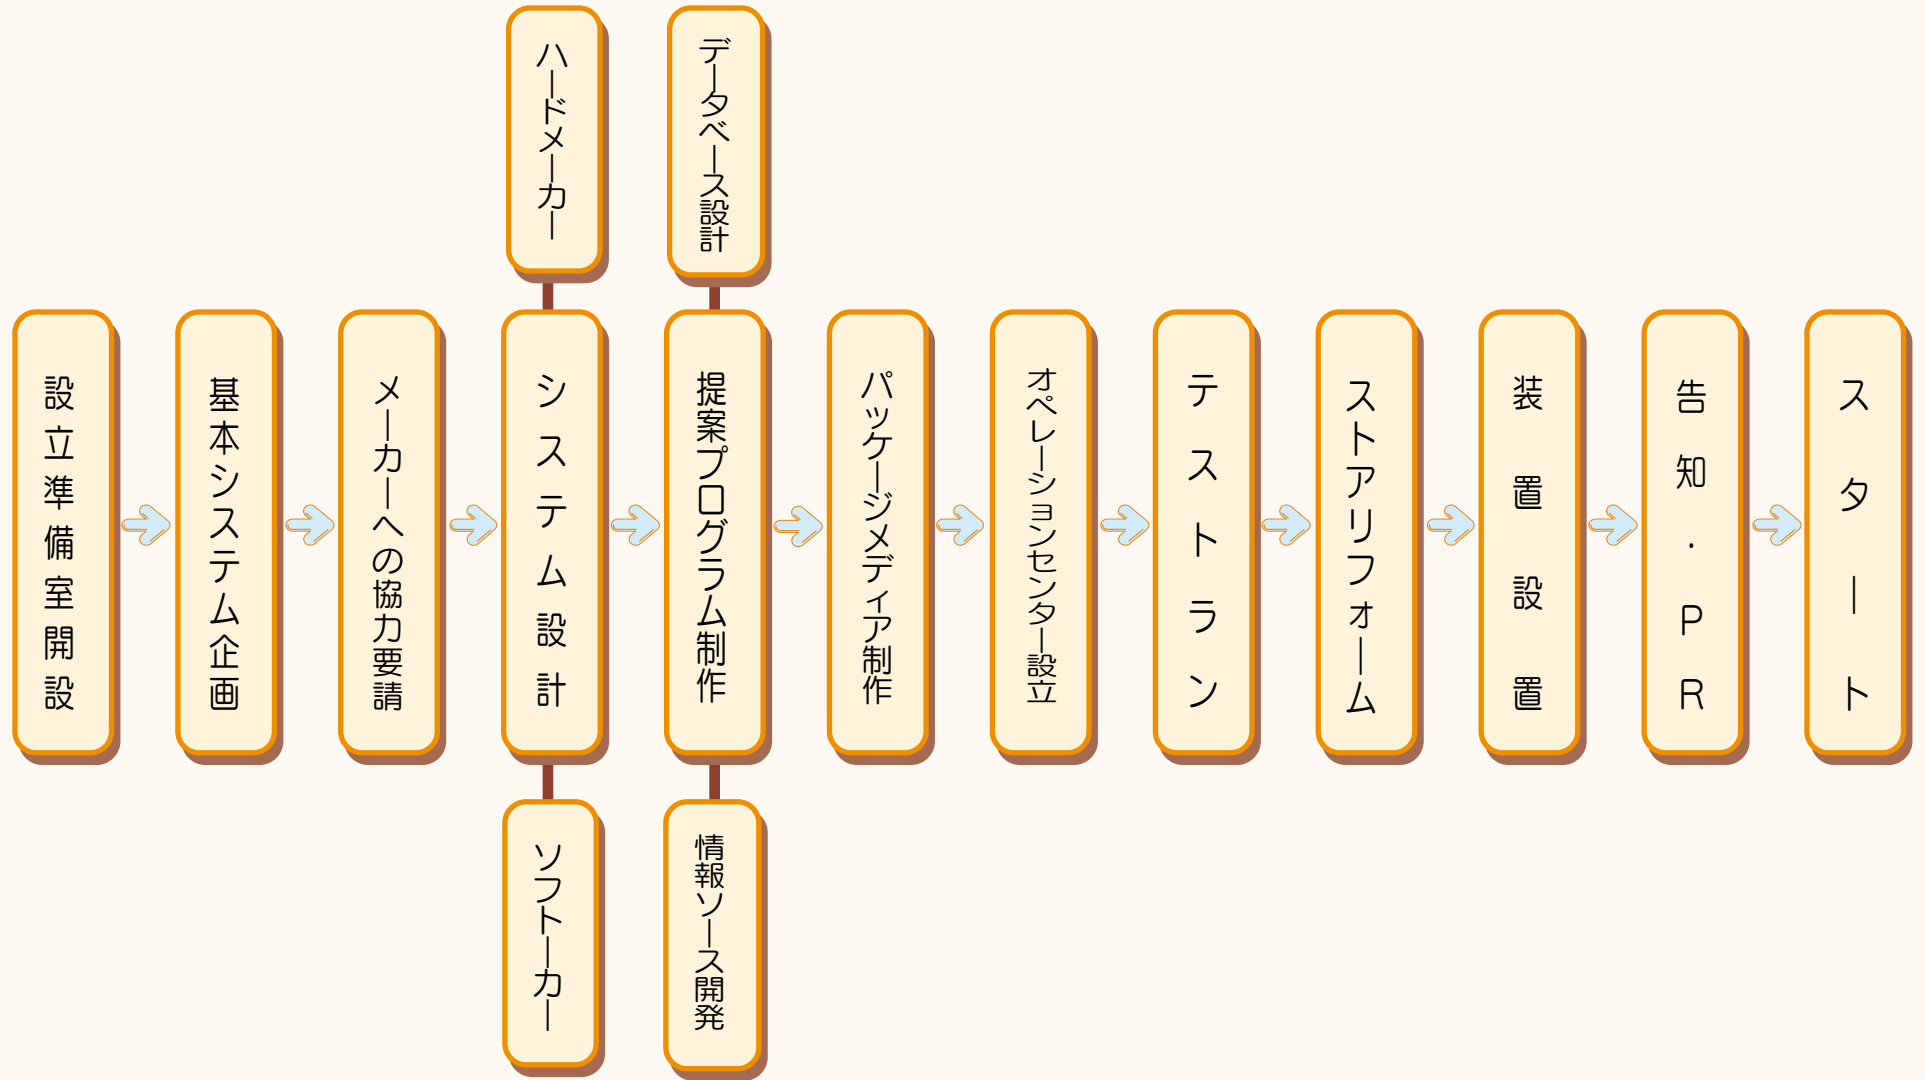 ハードメーカー
データベース設計
設立準備室開設
基本システム企画
メーカーへの協力要請
システム設計
提案プログラム制作
パッケージメディア制作
オペレーションセンター設立
テストラン
ストアリフォーム
装置設置
告知・PR
スタート
ソフトーカー
情報ソース開発